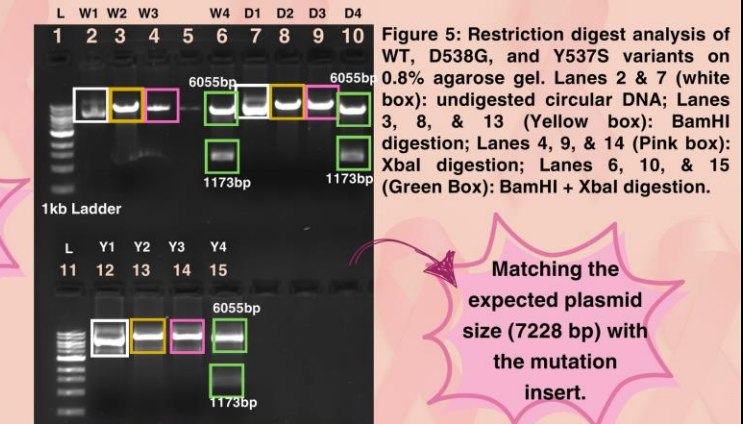 L W1 W2 W3 W4 D1 D2 D3 D4
1 2 3 4 5 6 7 8 9 10
6055bp 6055bp
1173bp 1173bp
1kb Ladder
L Y1 Y2 Y3 Y4
11 12 13 14 15
6055bp
1173bp
Figure 5: Restriction digest analysis of
WT, D538G, and Y537S variants on
0.8% agarose gel. Lanes 2 & 7 (white
box): undigested circular DNA; Lanes
3, 8, & 13 (Yellow box): BamHI
digestion; Lanes 4, 9, & 14 (Pink box):
XbaI digestion; Lanes 6, 10, & 15
(Green Box): BamHI + XbaI digestion.
Matching the
expected plasmid
size (7228 bp) with
the mutation
insert.